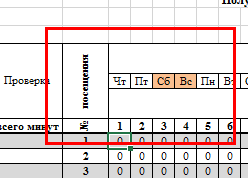 Полу
Проверка
№ посещения
Чт Пт Сб Вс Пн Вт
всего минут 1 2 3 4 5 6
1 0 0 0 0 0 0
2 0 0 0 0 0 0
3 0 0 0 0 0 0